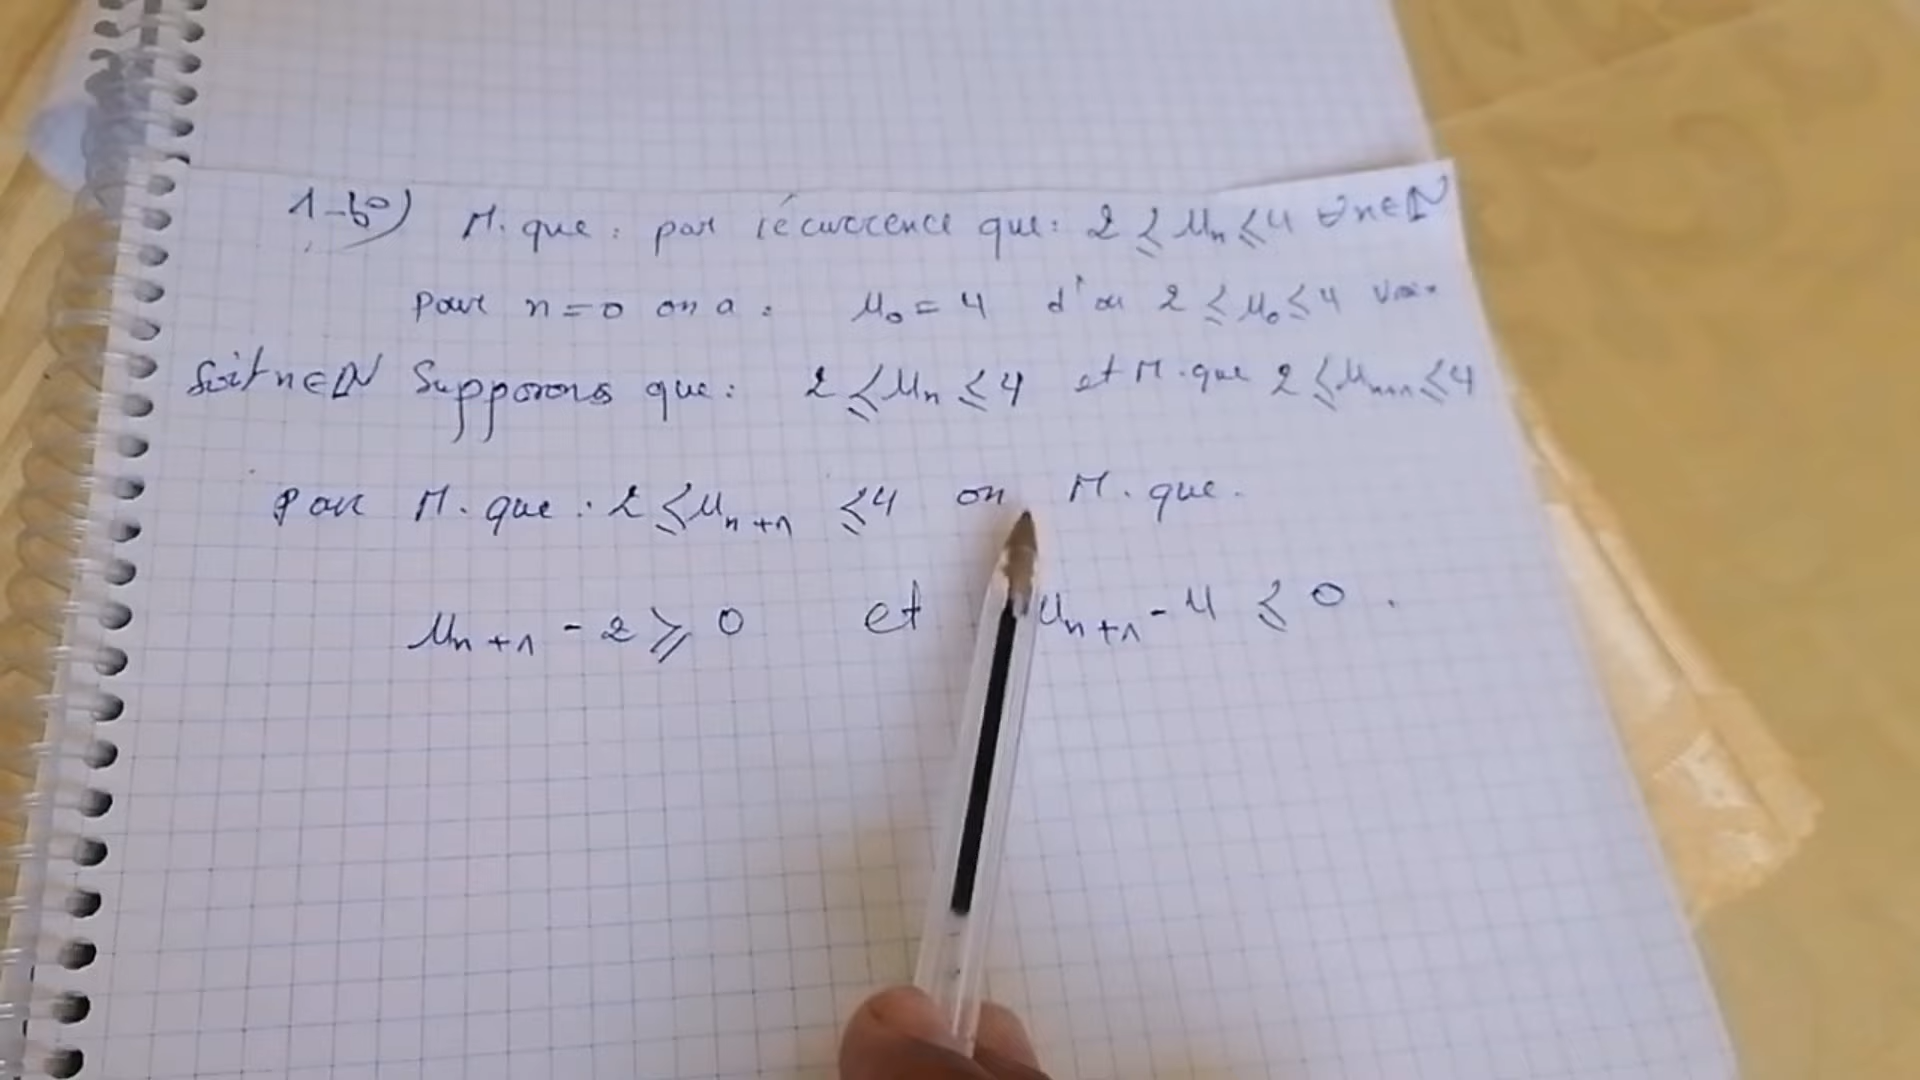 1-b°) M. que : par récurrence que : 2 ⩽ Un ⩽ 4 ∀n∈ℕ
pour n = 0 on a : U₀ = 4 d'où 2 ⩽ U₀ ⩽ 4 vrai
Soit n∈ℕ Supposons que : 2 ⩽ Un ⩽ 4 et M. que 2 ⩽ Un+1 ⩽ 4
pour M. que : 2 ⩽ Un+1 ⩽ 4 on M. que.
Un+1 - 2 ⩾ 0 et Un+1 - 4 ⩽ 0 .